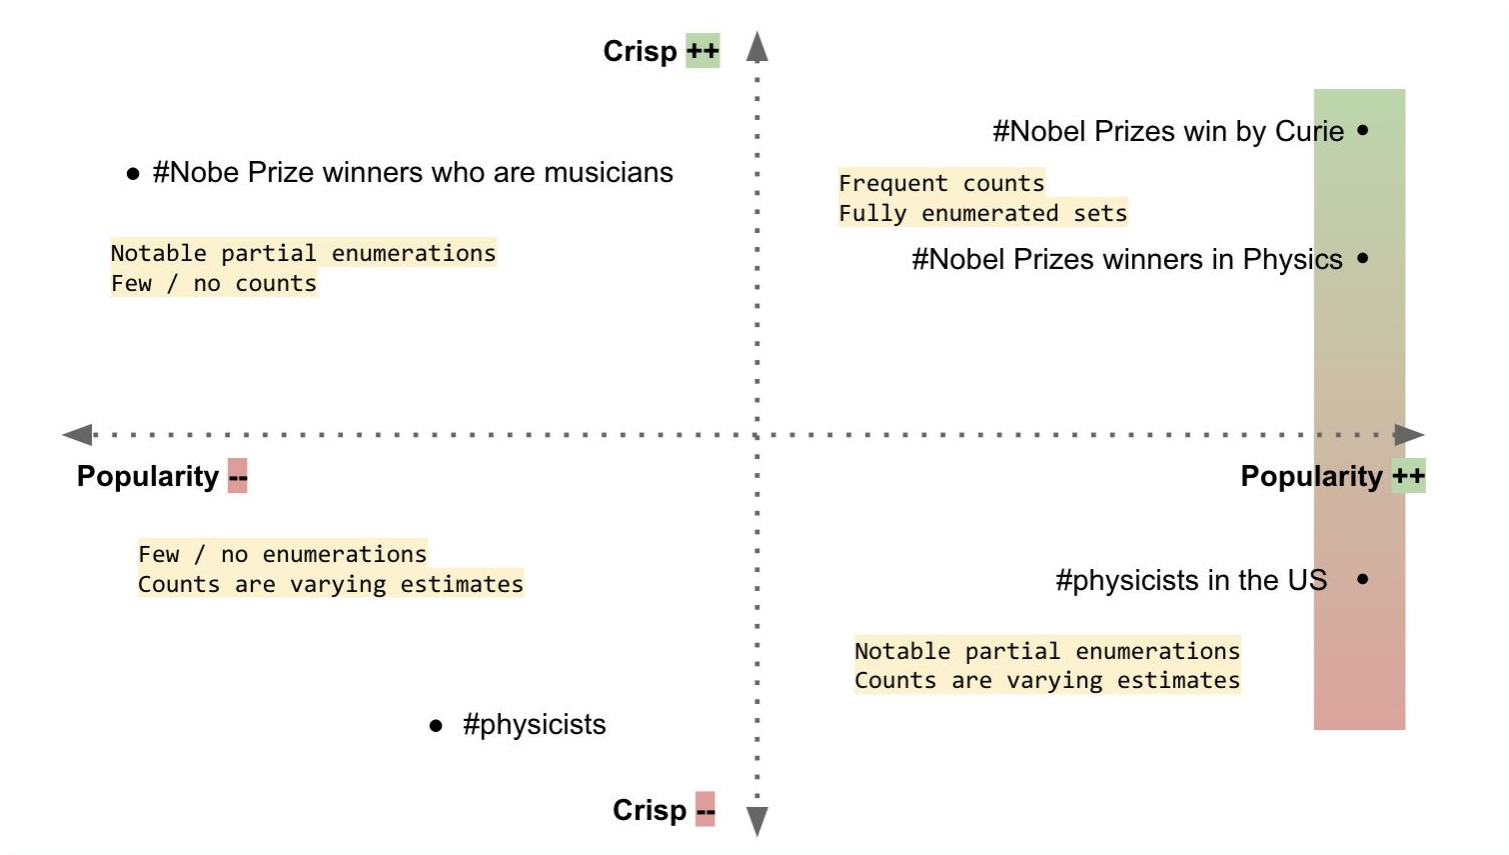 Crisp ++
#Nobel Prizes win by Curie
#Nobe Prize winners who are musicians
Frequent counts
Fully enumerated sets
Notable partial enumerations
Few / no counts
#Nobel Prizes winners in Physics
Popularity --
Popularity ++
Few / no enumerations
Counts are varying estimates
#physicists in the US
Notable partial enumerations
Counts are varying estimates
#physicists
Crisp --